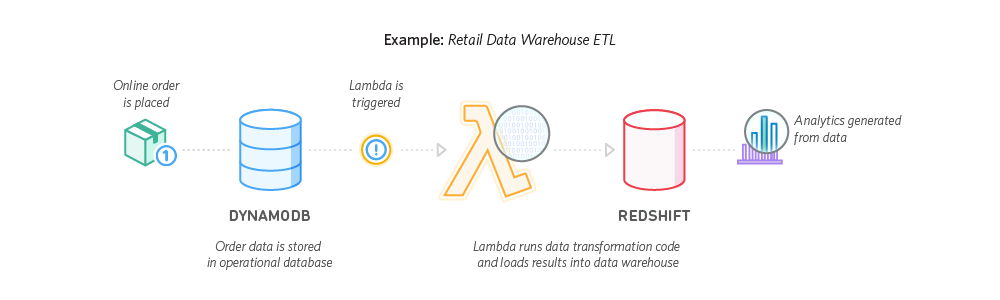 Example: Retail Data Warehouse ETL
Online order
is placed
1
DYNAMODB
Order data is stored
in operational database
Lambda is
triggered
!
λ
Lambda runs data transformation code
and loads results into data warehouse
REDSHIFT
Analytics generated
from data